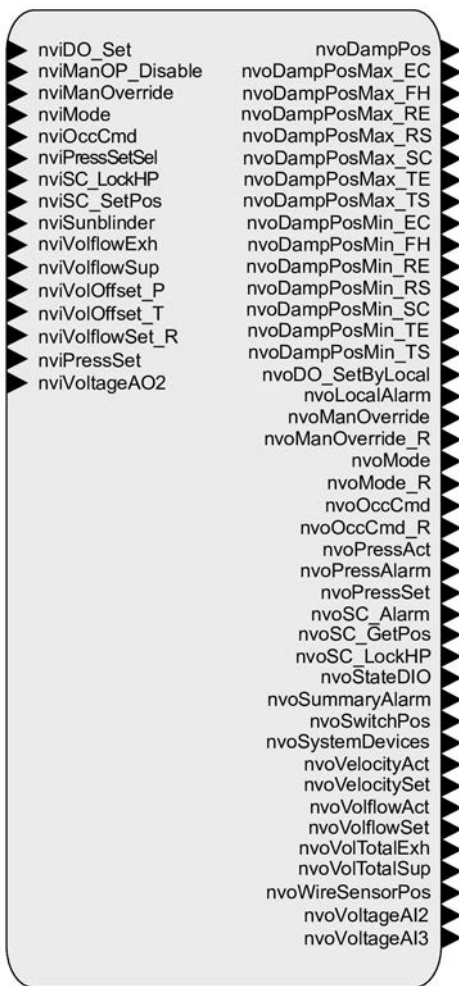 nviDO_Set
nviManOP_Disable
nviManOverride
nviMode
nviOccCmd
nviPressSetSel
nviSC_LockHP
nviSC_SetPos
nviSunblinder
nviVolflowExh
nviVolflowSup
nviVolOffset_P
nviVolOffset_T
nviVolflowSet_R
nviPressSet
nviVoltageAO2
nvoDampPos
nvoDampPosMax_EC
nvoDampPosMax_FH
nvoDampPosMax_RE
nvoDampPosMax_RS
nvoDampPosMax_SC
nvoDampPosMax_TE
nvoDampPosMax_TS
nvoDampPosMin_EC
nvoDampPosMin_FH
nvoDampPosMin_RE
nvoDampPosMin_RS
nvoDampPosMin_SC
nvoDampPosMin_TE
nvoDampPosMin_TS
nvoDO_SetByLocal
nvoLocalAlarm
nvoManOverride
nvoManOverride_R
nvoMode
nvoMode_R
nvoOccCmd
nvoOccCmd_R
nvoPressAct
nvoPressAlarm
nvoPressSet
nvoSC_Alarm
nvoSC_GetPos
nvoSC_LockHP
nvoStateDIO
nvoSummaryAlarm
nvoSwitchPos
nvoSystemDevices
nvoVelocityAct
nvoVelocitySet
nvoVolflowAct
nvoVolflowSet
nvoVolTotalExh
nvoVolTotalSup
nvoWireSensorPos
nvoVoltageAI2
nvoVoltageAI3